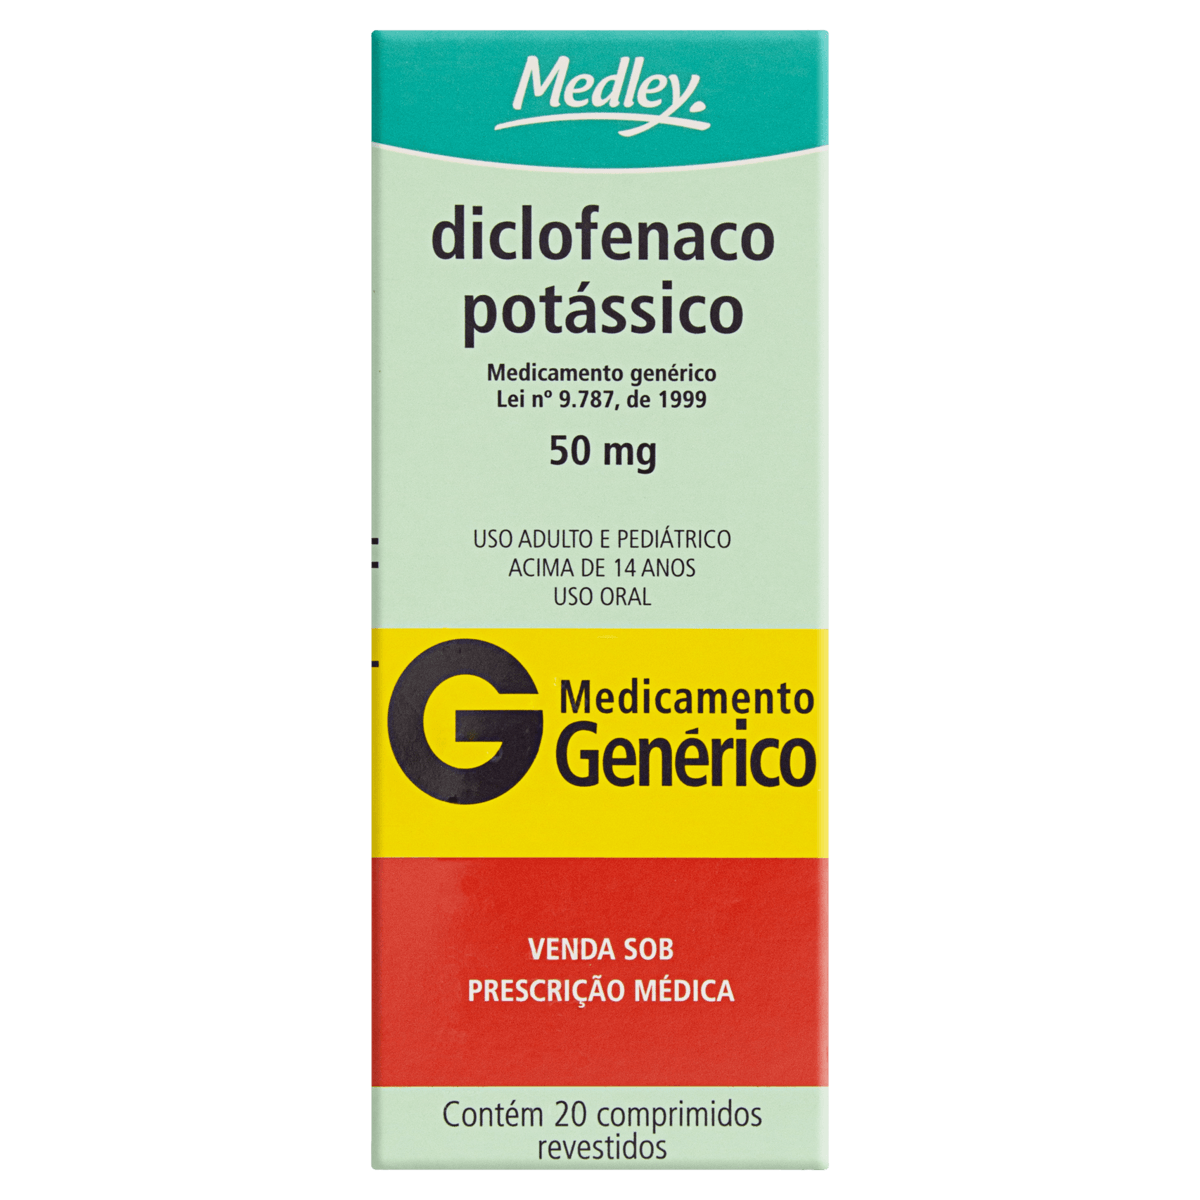 Medley.
diclofenaco
potássico
Medicamento genérico
Lei nº 9.787, de 1999
50 mg
USO ADULTO E PEDIÁTRICO
ACIMA DE 14 ANOS
USO ORAL
G
Medicamento
Genérico
VENDA SOB
PRESCRIÇÃO MÉDICA
Contém 20 comprimidos
revestidos